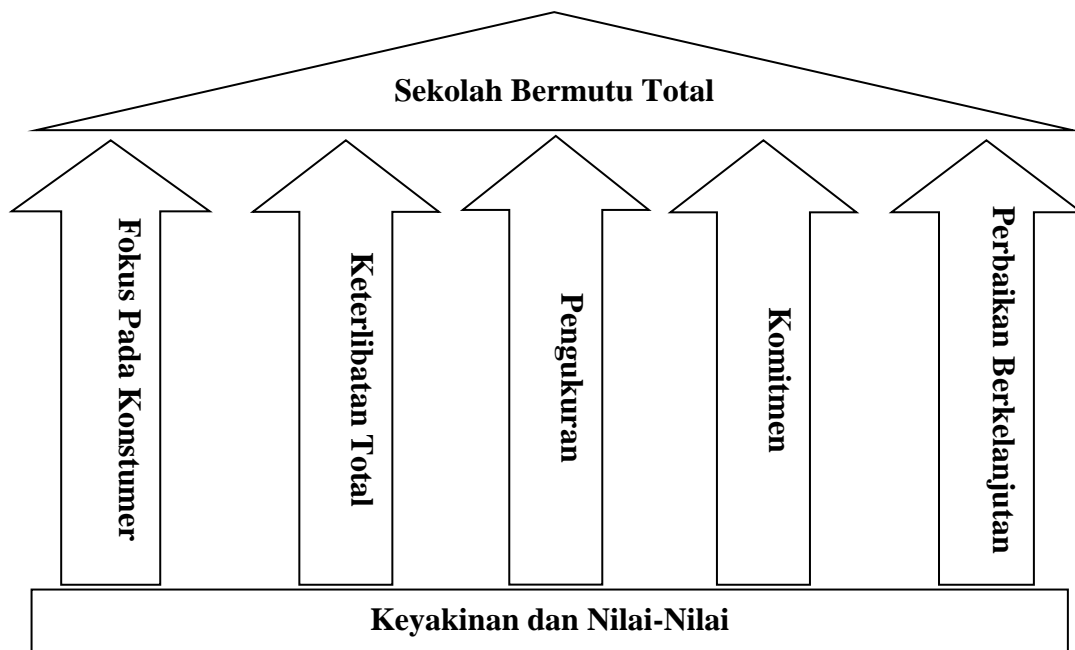 Sekolah Bermutu Total
Fokus Pada Konstumer
Keterlibatan Total
Pengukuran
Komitmen
Perbaikan Berkelanjutan
Keyakinan dan Nilai-Nilai